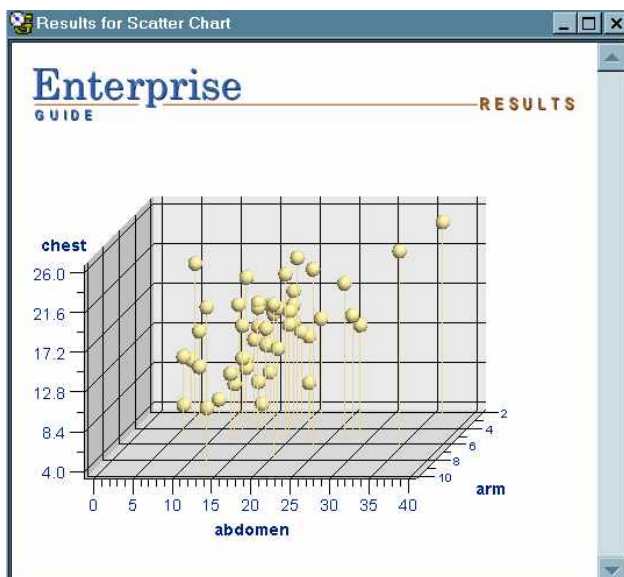 Results for Scatter Chart
Enterprise
GUIDE
RESULTS
chest
26.0
21.6
17.2
12.8
8.4
4.0
2
4
6
8
10
arm
0 5 10 15 20 25 30 35 40
abdomen